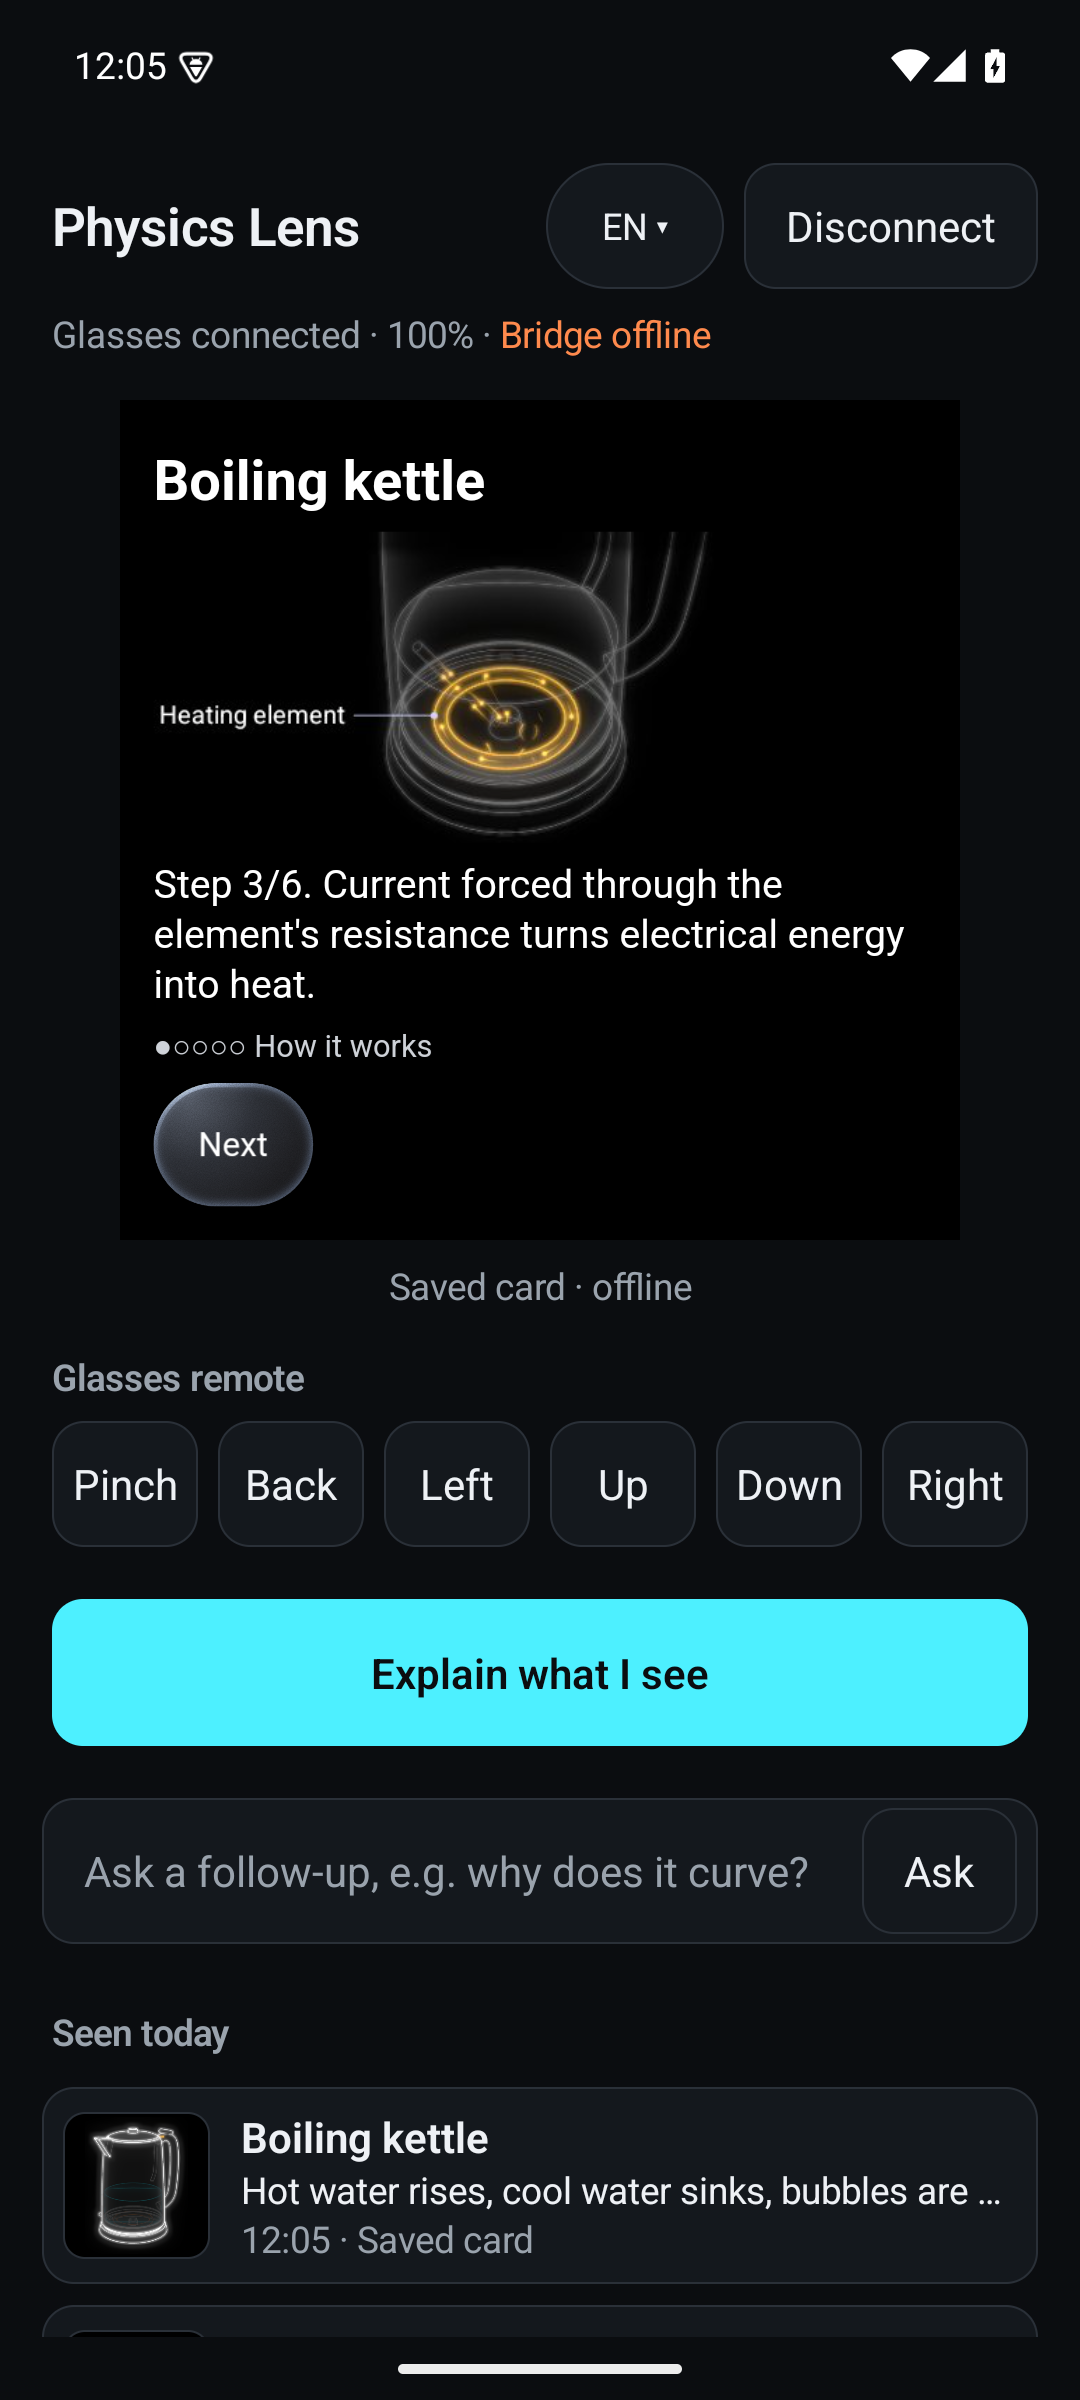 12:05
Physics Lens
EN ▾
Disconnect
Glasses connected · 100% · Bridge offline
Boiling kettle
Heating element
Step 3/6. Current forced through the
element's resistance turns electrical energy
into heat.
●○○○○ How it works
Next
Saved card · offline
Glasses remote
Pinch
Back
Left
Up
Down
Right
Explain what I see
Ask a follow-up, e.g. why does it curve?
Ask
Seen today
Boiling kettle
Hot water rises, cool water sinks, bubbles are ...
12:05 · Saved card